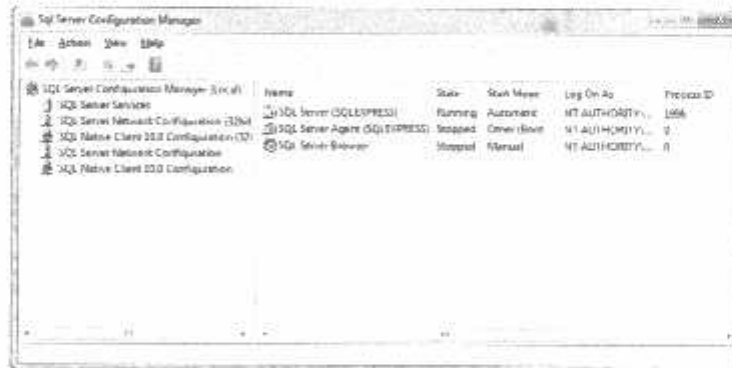 Sql Server Configuration Manager
File Action View Help
SQL Server Configuration Manager (Local)
SQL Server Services
SQL Server Network Configuration (32bit
SQL Native Client 10.0 Configuration (32
SQL Server Network Configuration
SQL Native Client 10.0 Configuration
Name State Start Mode Log On As Process ID
SQL Server (SQLEXPRESS) Running Automatic NT AUTHORITY\... 1996
SQL Server Agent (SQLEXPRESS) Stopped Other (Boot NT AUTHORITY\... 0
SQL Server Browser Stopped Manual NT AUTHORITY\... 0